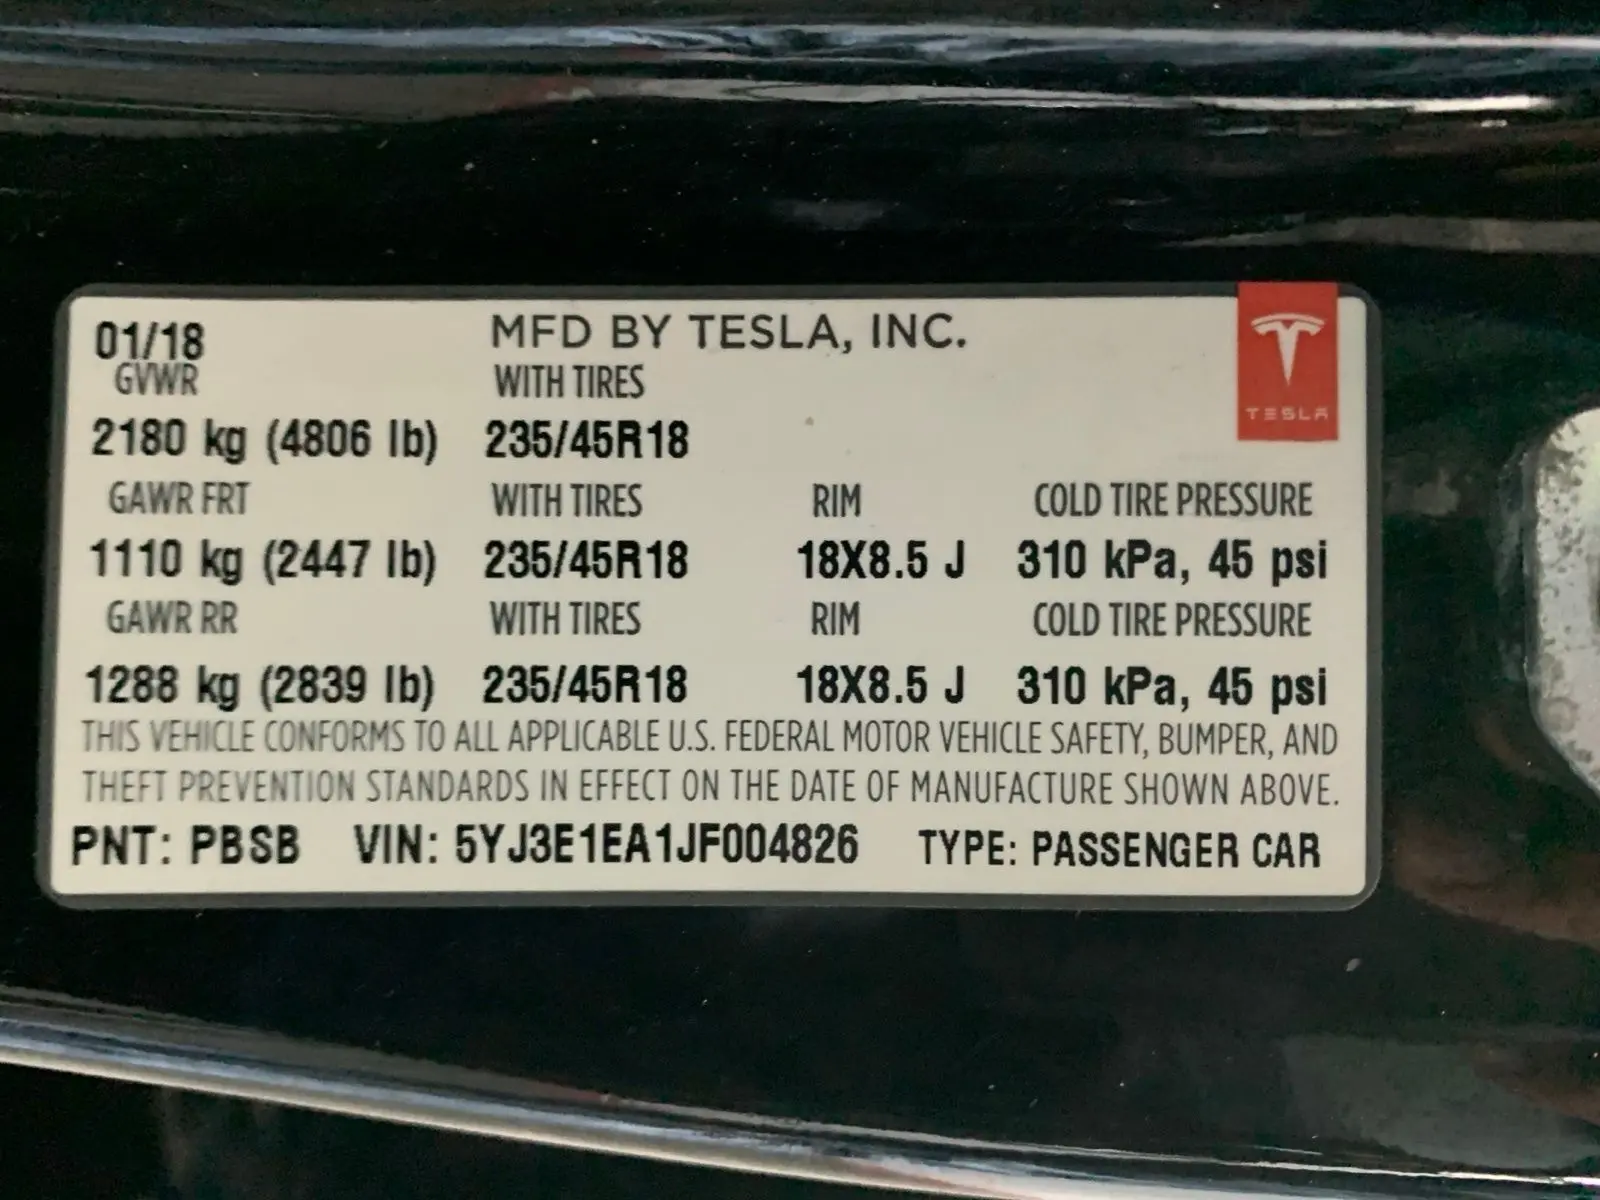 01/18 MFD BY TESLA, INC.
GVWR WITH TIRES
2180 kg (4806 lb) 235/45R18
TESLA
GAWR FRT WITH TIRES RIM COLD TIRE PRESSURE
1110 kg (2447 lb) 235/45R18 18X8.5 J 310 kPa, 45 psi
GAWR RR WITH TIRES RIM COLD TIRE PRESSURE
1288 kg (2839 lb) 235/45R18 18X8.5 J 310 kPa, 45 psi
THIS VEHICLE CONFORMS TO ALL APPLICABLE U.S. FEDERAL MOTOR VEHICLE SAFETY, BUMPER, AND
THEFT PREVENTION STANDARDS IN EFFECT ON THE DATE OF MANUFACTURE SHOWN ABOVE.
PNT: PBSB VIN: 5YJ3E1EA1JF004826 TYPE: PASSENGER CAR